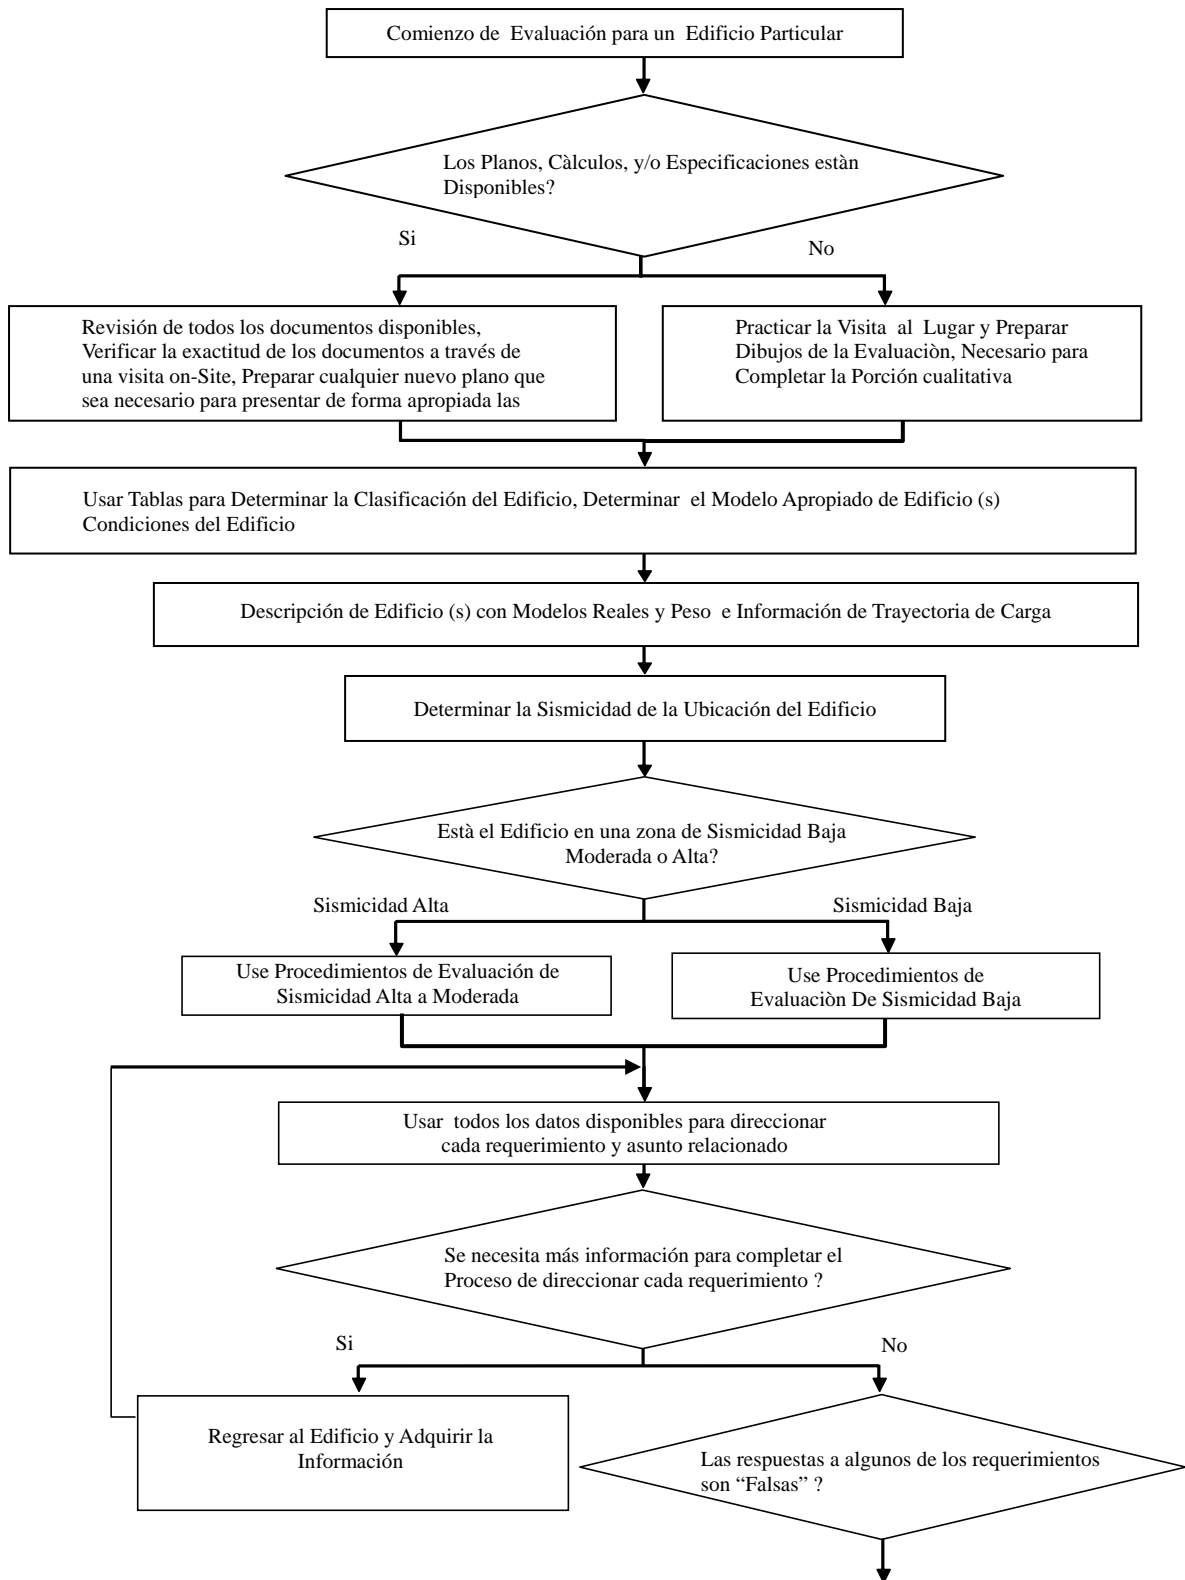 Comienzo de Evaluación para un Edificio Particular
Los Planos, Càlculos, y/o Especificaciones estàn
Disponibles?
Si
No
Revisión de todos los documentos disponibles,
Verificar la exactitud de los documentos a través de
una visita on-Site, Preparar cualquier nuevo plano que
sea necesario para presentar de forma apropiada las
Practicar la Visita al Lugar y Preparar
Dibujos de la Evaluaciòn, Necesario para
Completar la Porción cualitativa
Usar Tablas para Determinar la Clasificación del Edificio, Determinar el Modelo Apropiado de Edificio (s)
Condiciones del Edificio
Descripción de Edificio (s) con Modelos Reales y Peso e Información de Trayectoria de Carga
Determinar la Sismicidad de la Ubicación del Edificio
Està el Edificio en una zona de Sismicidad Baja
Moderada o Alta?
Sismicidad Alta
Sismicidad Baja
Use Procedimientos de Evaluación de
Sismicidad Alta a Moderada
Use Procedimientos de
Evaluaciòn De Sismicidad Baja
Usar todos los datos disponibles para direccionar
cada requerimiento y asunto relacionado
Se necesita más información para completar el
Proceso de direccionar cada requerimiento ?
Si
No
Regresar al Edificio y Adquirir la
Información
Las respuestas a algunos de los requerimientos
son “Falsas” ?